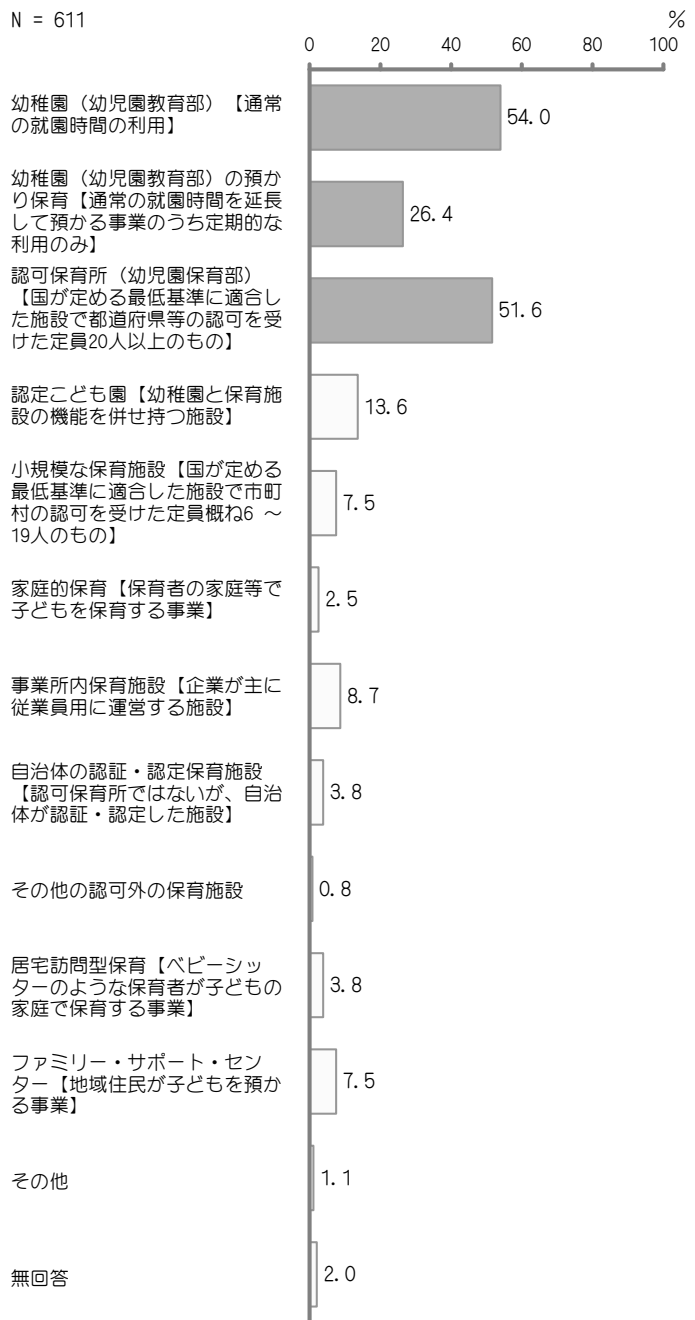 N = 611
%
0 20 40 60 80 100
幼稚園（幼児園教育部）【通常
の就園時間の利用】
54.0
幼稚園（幼児園教育部）の預か
り保育【通常の就園時間を延長
して預かる事業のうち定期的な
利用のみ】
26.4
認可保育所（幼児園保育部）
【国が定める最低基準に適合し
た施設で都道府県等の認可を受
けた定員20人以上のもの】
51.6
認定こども園【幼稚園と保育施
設の機能を併せ持つ施設】
13.6
小規模な保育施設【国が定める
最低基準に適合した施設で市町
村の認可を受けた定員概ね6 ～
19人のもの】
7.5
家庭的保育【保育者の家庭等で
子どもを保育する事業】
2.5
事業所内保育施設【企業が主に
従業員用に運営する施設】
8.7
自治体の認証・認定保育施設
【認可保育所ではないが、自治
体が認証・認定した施設】
3.8
その他の認可外の保育施設
0.8
居宅訪問型保育【ベビーシッ
ターのような保育者が子どもの
家庭で保育する事業】
3.8
ファミリー・サポート・セン
ター【地域住民が子どもを預か
る事業】
7.5
その他
1.1
無回答
2.0